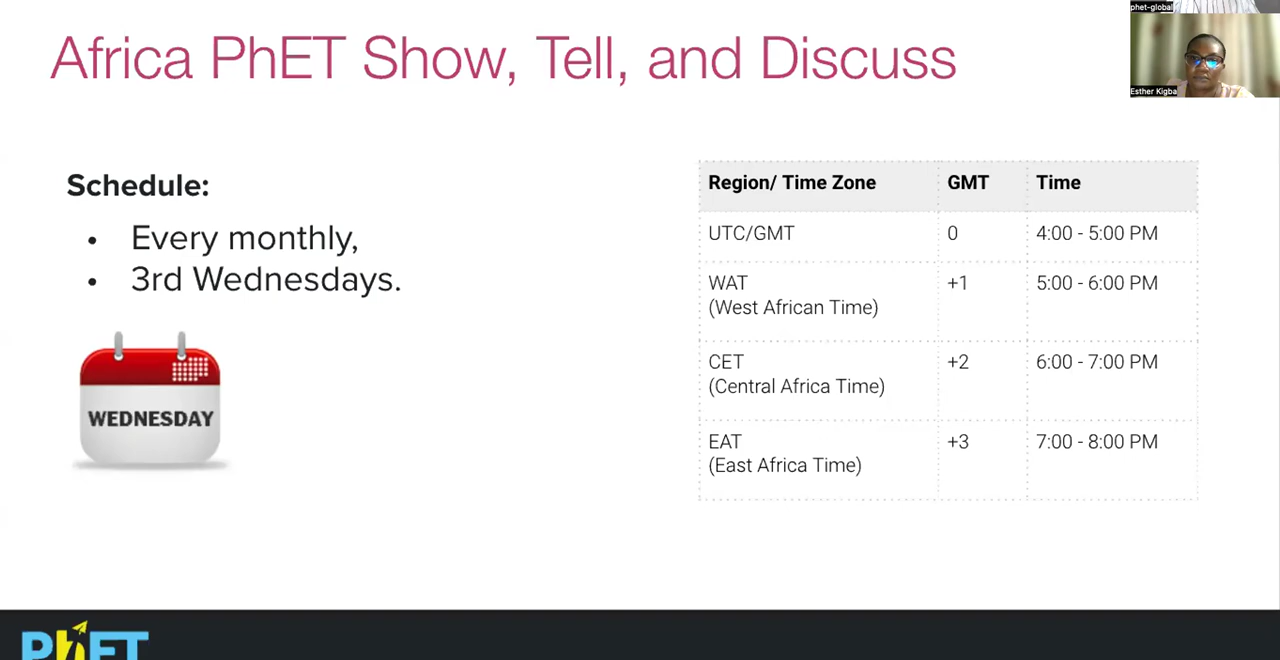 phet-global
Africa PhET Show, Tell, and Discuss
Esther Kigba
Schedule:
• Every monthly,
• 3rd Wednesdays.
WEDNESDAY
Region/ Time Zone GMT Time
UTC/GMT 0 4:00 - 5:00 PM
WAT +1 5:00 - 6:00 PM
(West African Time)
CET +2 6:00 - 7:00 PM
(Central Africa Time)
EAT +3 7:00 - 8:00 PM
(East Africa Time)
PhET